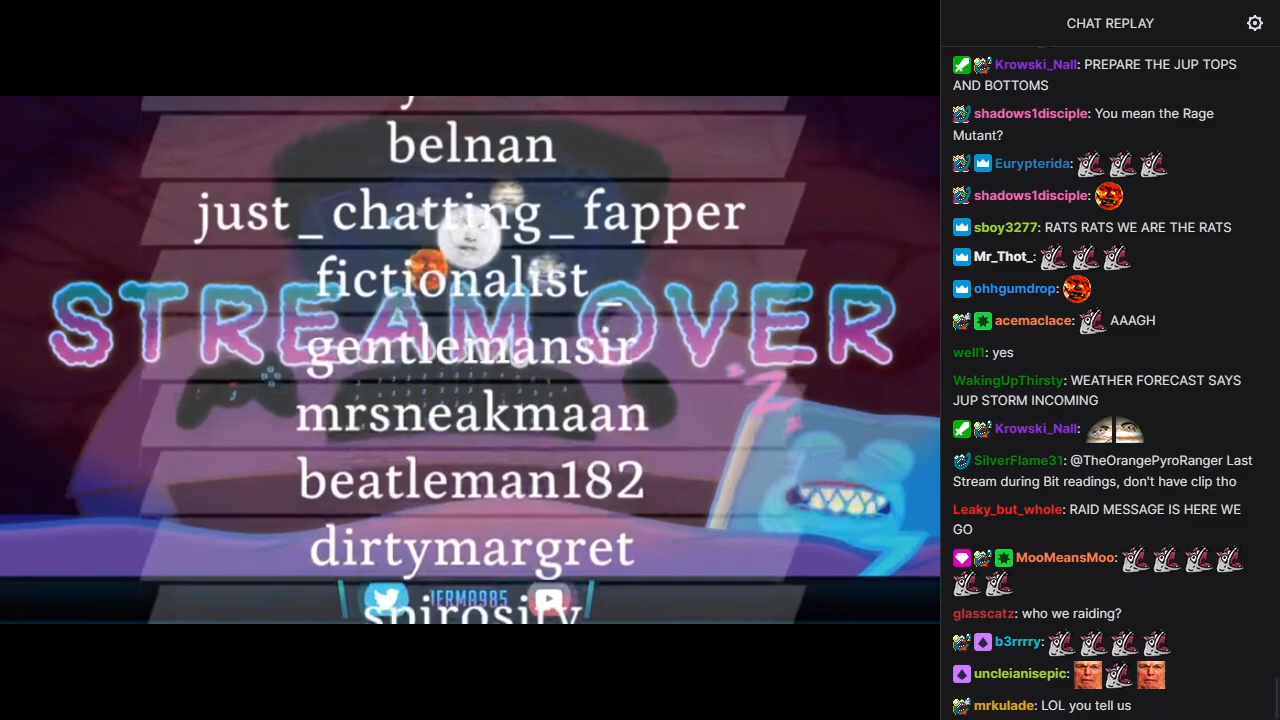 belnan
just_chatting_fapper
fictionalist_
STREAM OVER
gentlemansir
mrsneakmaan
beatleman182
dirtymargret
JERMA985
spirosity
CHAT REPLAY
Krowski_Nall: PREPARE THE JUP TOPS
AND BOTTOMS
shadows1disciple: You mean the Rage
Mutant?
Eurypterida:
shadows1disciple:
sboy3277: RATS RATS WE ARE THE RATS
Mr_Thot_:
ohhgumdrop:
acemaclace: AAAGH
well1: yes
WakingUpThirsty: WEATHER FORECAST SAYS
JUP STORM INCOMING
Krowski_Nall:
SilverFlame31: @TheOrangePyroRanger Last
Stream during Bit readings, don't have clip tho
Leaky_but_whole: RAID MESSAGE IS HERE WE
GO
MooMeansMoo:
glasscatz: who we raiding?
b3rrrry:
uncleianisepic:
mrkulade: LOL you tell us